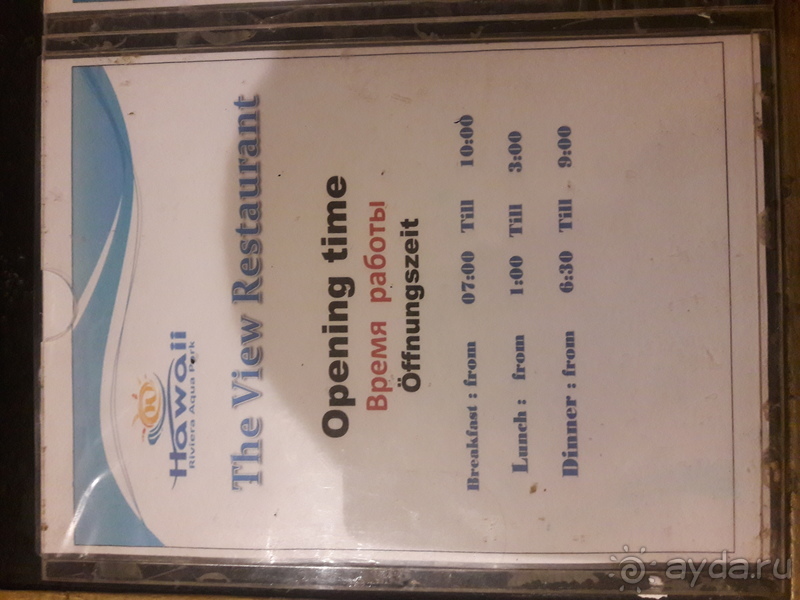 Hawaii
Riviera Aqua Park
The View Restaurant
Opening time
Время работы
Öffnungszeit
Breakfast : from 07:00 Till 10:00
Lunch : from 1:00 Till 3:00
Dinner : from 6:30 Till 9:00
ayda.ru